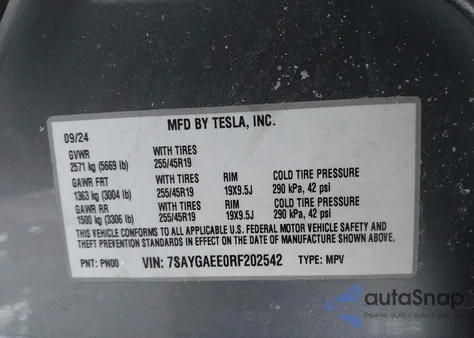 MFD BY TESLA, INC.
09/24
GVWR WITH TIRES
2571 kg (5669 lb) 255/45R19
GAWR FRT WITH TIRES RIM COLD TIRE PRESSURE
1363 kg (3004 lb) 255/45R19 19X9.5J 290 kPa, 42 psi
GAWR RR WITH TIRES RIM COLD TIRE PRESSURE
1500 kg (3306 lb) 255/45R19 19X9.5J 290 kPa, 42 psi
THIS VEHICLE CONFORMS TO ALL APPLICABLE U.S. FEDERAL MOTOR VEHICLE SAFETY AND
THEFT PREVENTION STANDARDS IN EFFECT ON THE DATE OF MANUFACTURE SHOWN ABOVE.
PNT: PN00 VIN: 7SAYGAEE0RF202542 TYPE: MPV
autaSnap